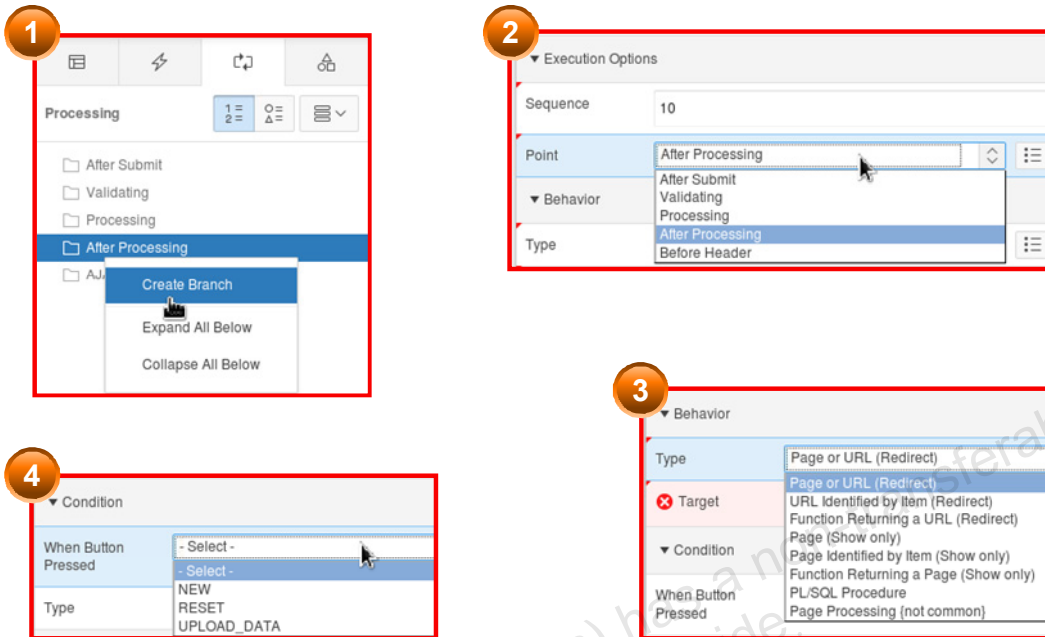 1
Processing
After Submit
Validating
Processing
After Processing
AJA
Create Branch
Expand All Below
Collapse All Below
2
Execution Options
Sequence
10
Point
After Processing
After Submit
Validating
Processing
After Processing
Before Header
Behavior
Type
3
Behavior
Type
Page or URL (Redirect)
Page or URL (Redirect)
URL Identified by Item (Redirect)
Function Returning a URL (Redirect)
Page (Show only)
Page Identified by Item (Show only)
Function Returning a Page (Show only)
PL/SQL Procedure
Page Processing {not common}
Target
Condition
When Button
Pressed
4
Condition
When Button
Pressed
- Select -
- Select -
NEW
RESET
UPLOAD_DATA
Type
has a non-transferab